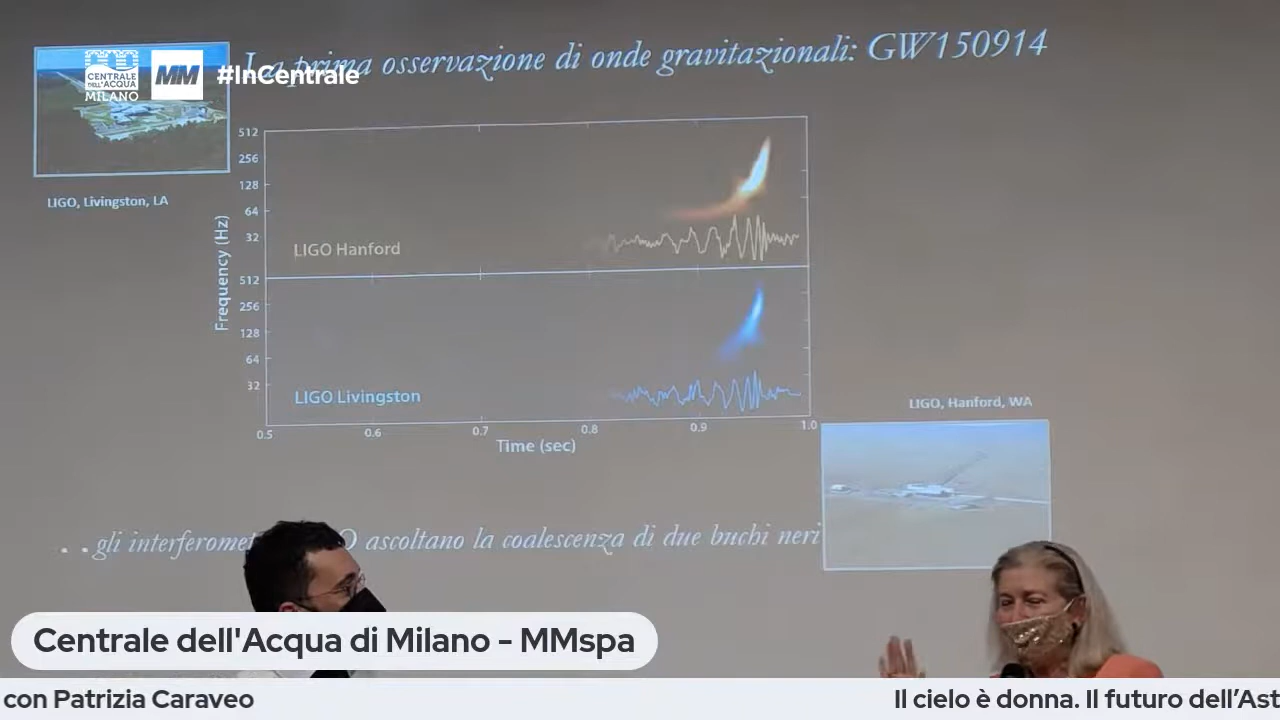 La prima osservazione di onde gravitazionali: GW150914
CENTRALE
DELL'ACQUA
MILANO
MM
#InCentrale
LIGO, Livingston, LA
Frequency (Hz)
512
256
128
64
32
LIGO Hanford
512
256
128
64
32
LIGO Livingston
0.5 0.6 0.7 0.8 0.9 1.0
Time (sec)
LIGO, Hanford, WA
. . gli interferomet O ascoltano la coalescenza di due buchi neri
Centrale dell'Acqua di Milano - MMspa
con Patrizia Caraveo
Il cielo è donna. Il futuro dell’Ast